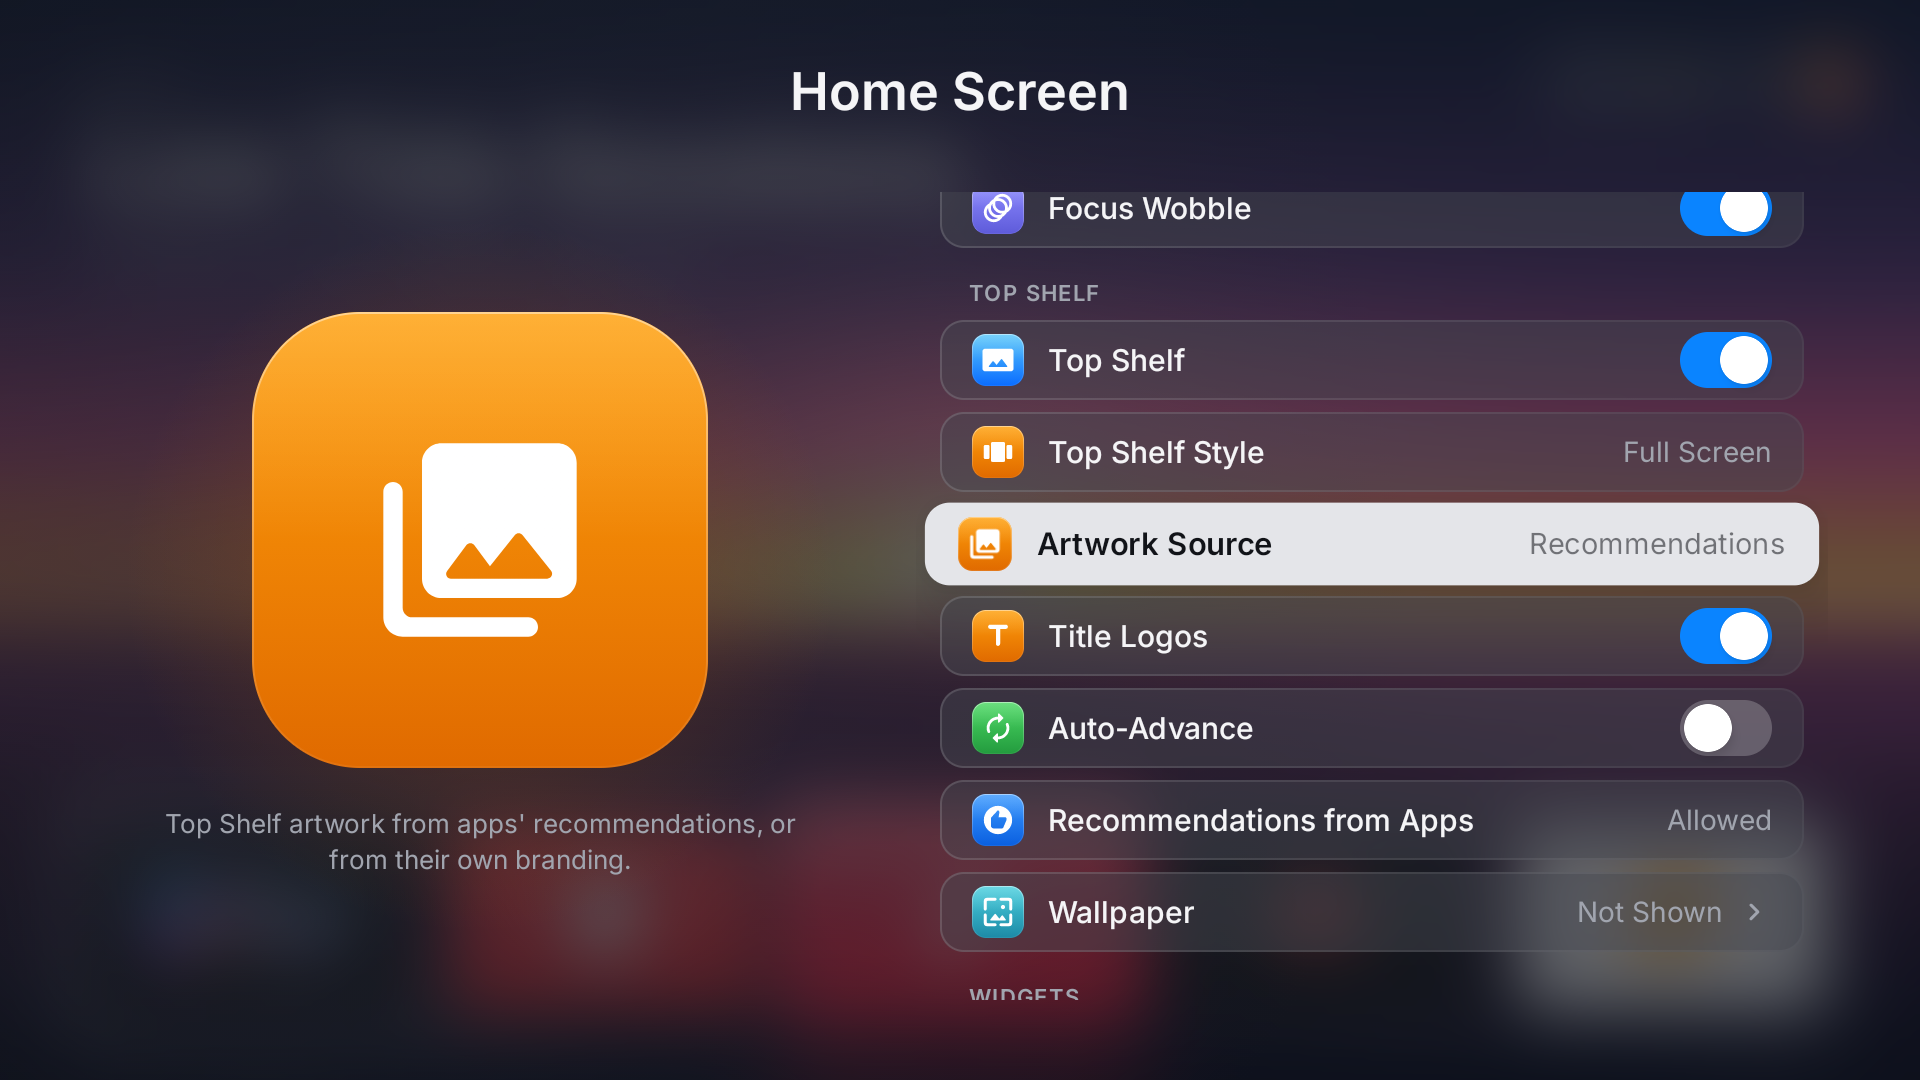 Home Screen
Focus Wobble
TOP SHELF
Top Shelf
Top Shelf Style
Full Screen
Artwork Source
Recommendations
T
Title Logos
Auto-Advance
Recommendations from Apps
Allowed
Wallpaper
Not Shown
WIDGETS
Top Shelf artwork from apps' recommendations, or
from their own branding.